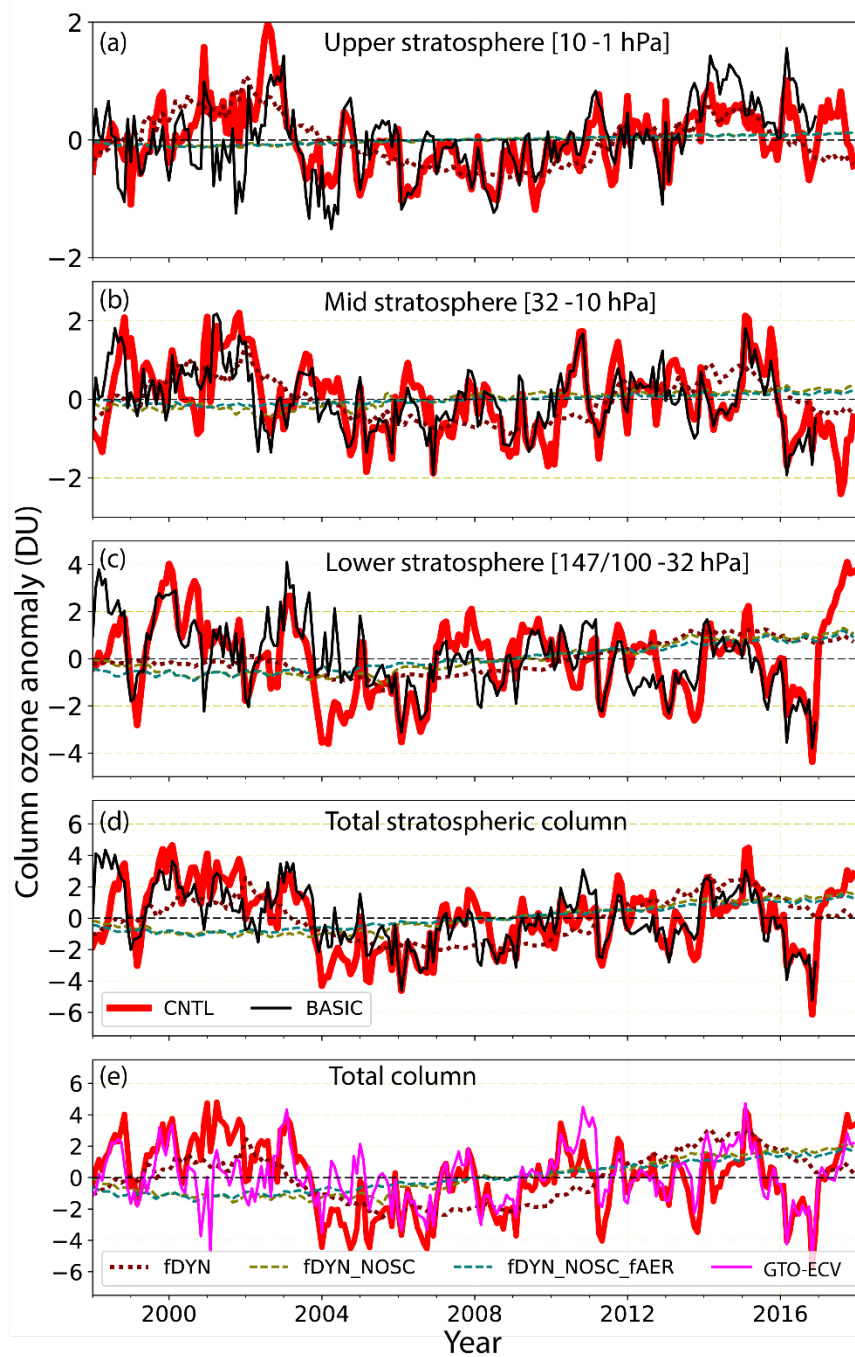 (a) Upper stratosphere [10 -1 hPa]
2
0
−2
(b) Mid stratosphere [32 -10 hPa]
2
0
−2
(c) Lower stratosphere [147/100 -32 hPa]
4
2
0
−2
−4
(d) Total stratospheric column
6
4
2
0
−2
−4
−6
CNTL BASIC
(e) Total column
6
4
2
0
−2
−4
−6
fDYN fDYN_NOSC fDYN_NOSC_fAER GTO-ECV
2000 2004 2008 2012 2016
Year
Column ozone anomaly (DU)